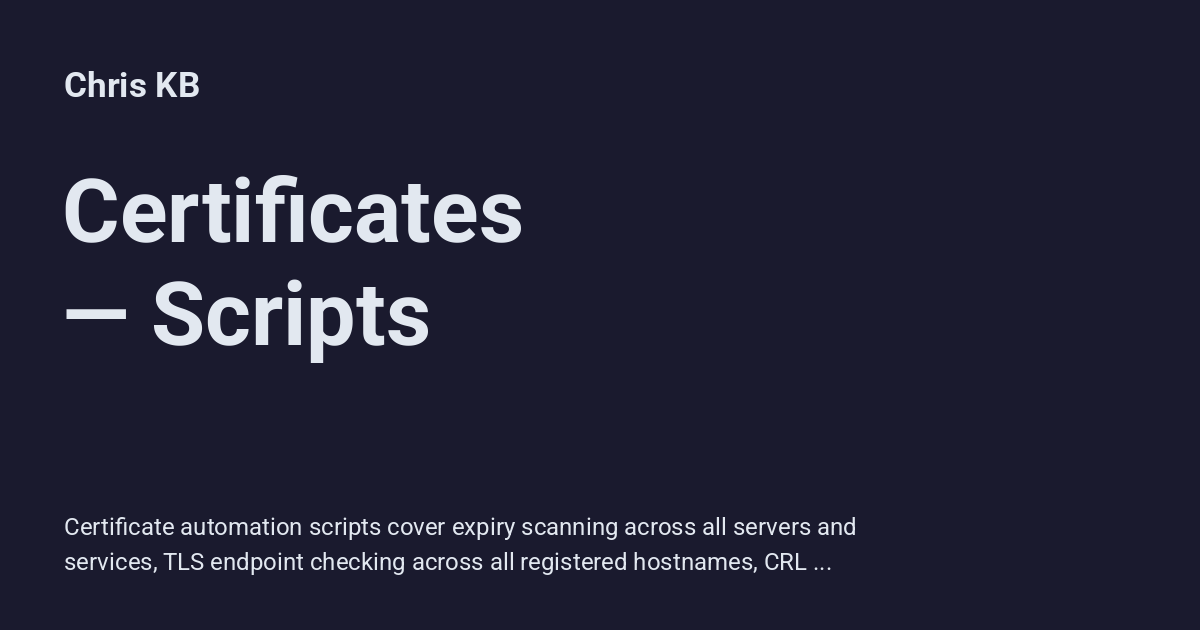 Chris KB
Certificates
— Scripts
Certificate automation scripts cover expiry scanning across all servers and
services, TLS endpoint checking across all registered hostnames, CRL ...